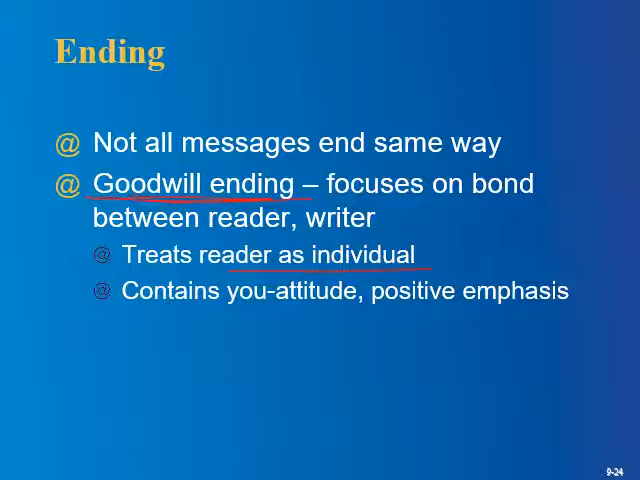 Ending
@ Not all messages end same way
@ Goodwill ending – focuses on bond
between reader, writer
@ Treats reader as individual
@ Contains you-attitude, positive emphasis
9-24